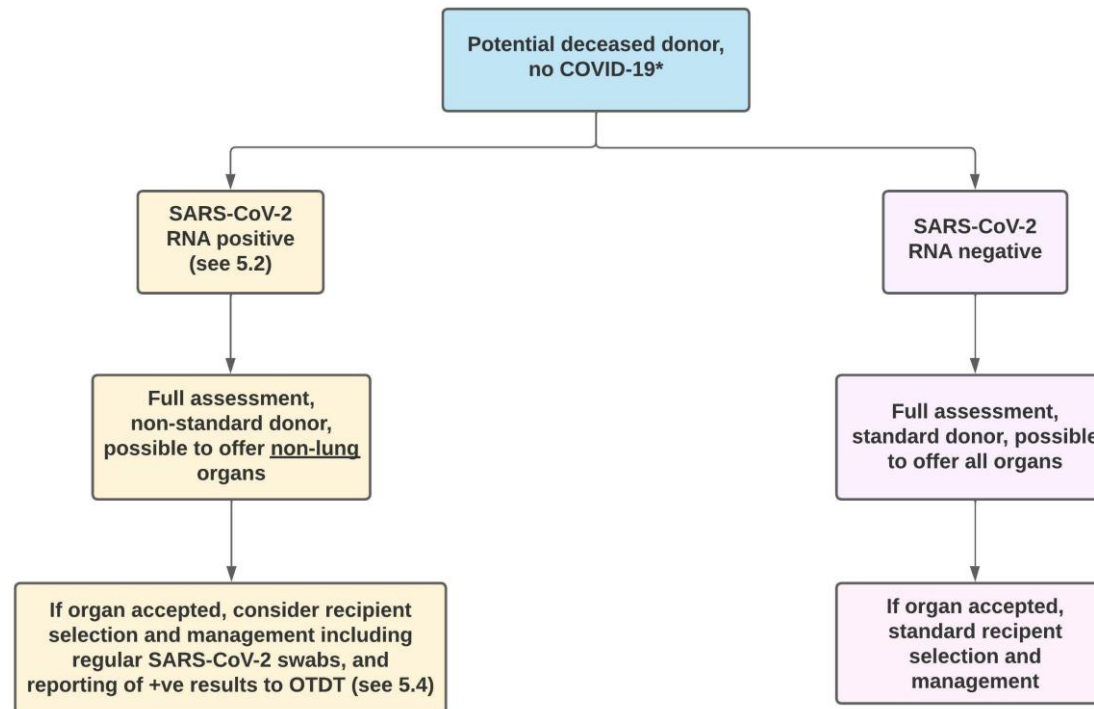 Potential deceased donor,
no COVID-19*
SARS-CoV-2
RNA positive
(see 5.2)
SARS-CoV-2
RNA negative
Full assessment,
non-standard donor,
possible to offer non-lung
organs
Full assessment,
standard donor, possible
to offer all organs
If organ accepted, consider recipient
selection and management including
regular SARS-CoV-2 swabs, and
reporting of +ve results to OTDT (see 5.4)
If organ accepted,
standard recipent
selection and
management